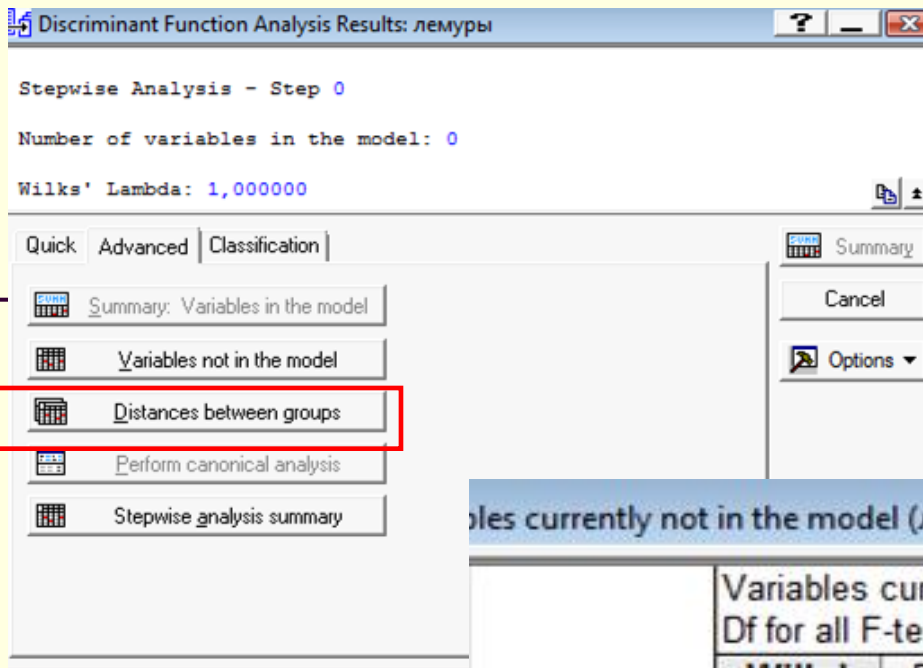 Discriminant Function Analysis Results: лемуры
Stepwise Analysis - Step 0
Number of variables in the model: 0
Wilks' Lambda: 1,000000
Quick Advanced Classification
Summary
Summary: Variables in the model
Cancel
Variables not in the model
Options
Distances between groups
Perform canonical analysis
Stepwise analysis summary
bles currently not in the model (
Variables cur
Df for all F-te